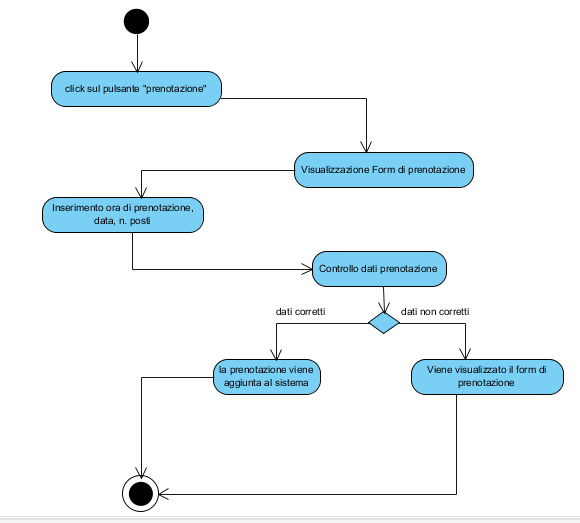 click sul pulsante "prenotazione"
Visualizzazione Form di prenotazione
Inserimento ora di prenotazione,
data, n. posti
Controllo dati prenotazione
dati corretti
dati non corretti
la prenotazione viene
aggiunta al sistema
Viene visualizzato il form di
prenotazione